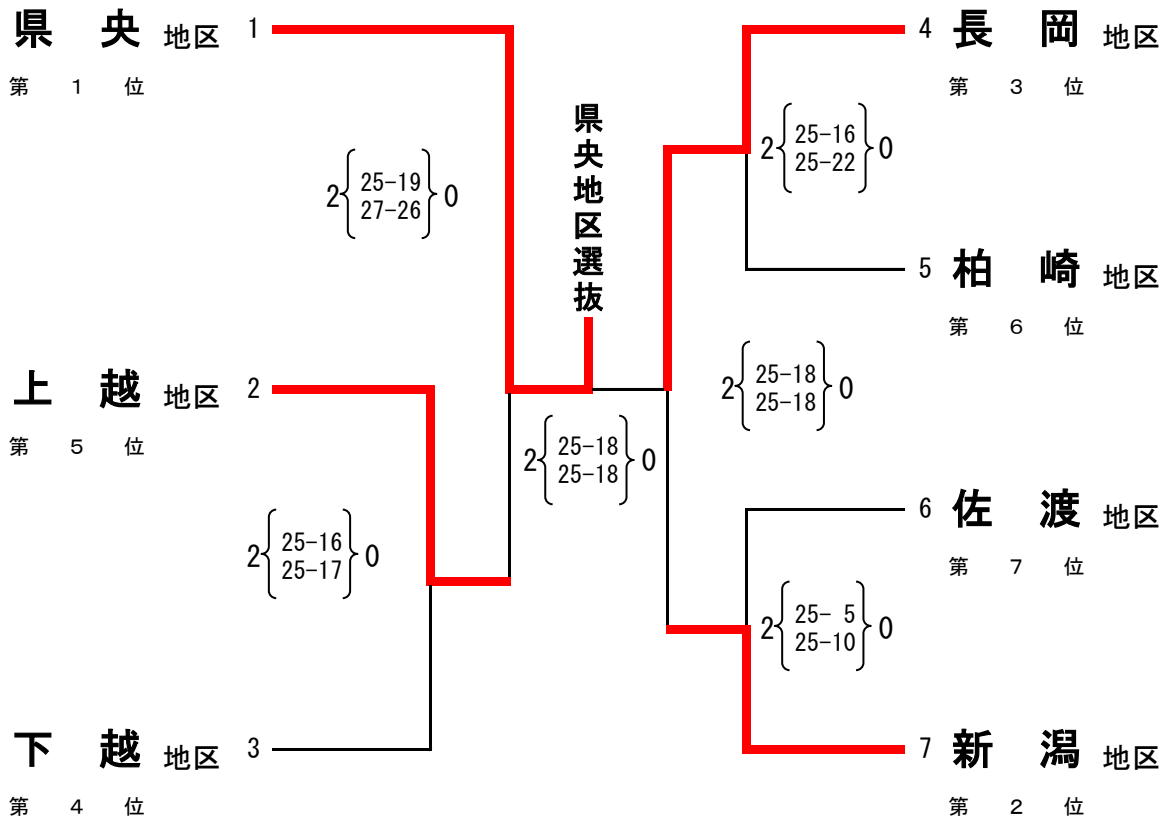 県 央 地区 1
第 1 位
4 長 岡 地区
第 3 位
県央地区選抜
2 25-16 0
25-22
2 25-19 0
27-26
5 柏 崎 地区
第 6 位
上 越 地区 2
第 5 位
2 25-18 0
25-18
2 25-18 0
25-18
6 佐 渡 地区
第 7 位
2 25-16 0
25-17
2 25- 5 0
25-10
下 越 地区 3
第 4 位
7 新 潟 地区
第 2 位